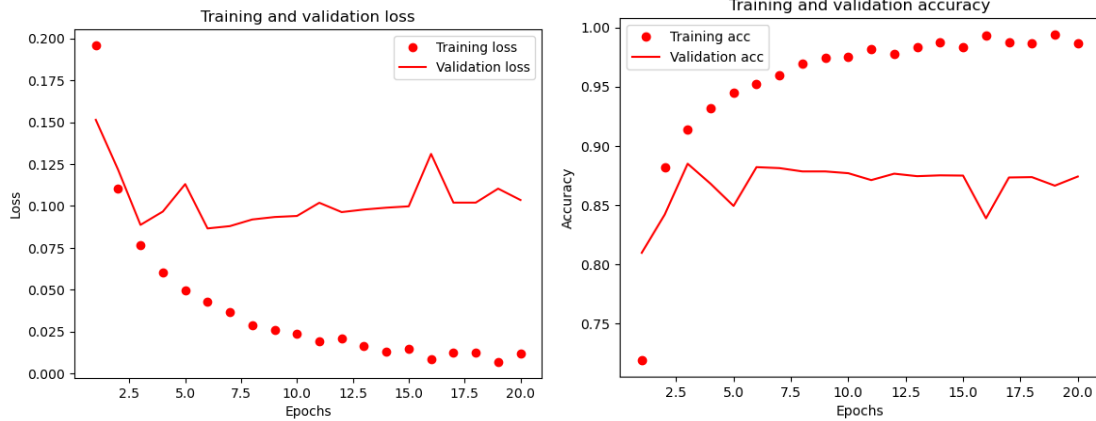 Training and validation loss
0.200
0.175
0.150
0.125
0.100
0.075
0.050
0.025
0.000
Loss
Training loss
Validation loss
2.5 5.0 7.5 10.0 12.5 15.0 17.5 20.0
Epochs
Training and validation accuracy
1.00
0.95
0.90
0.85
0.80
0.75
Accuracy
Training acc
Validation acc
2.5 5.0 7.5 10.0 12.5 15.0 17.5 20.0
Epochs